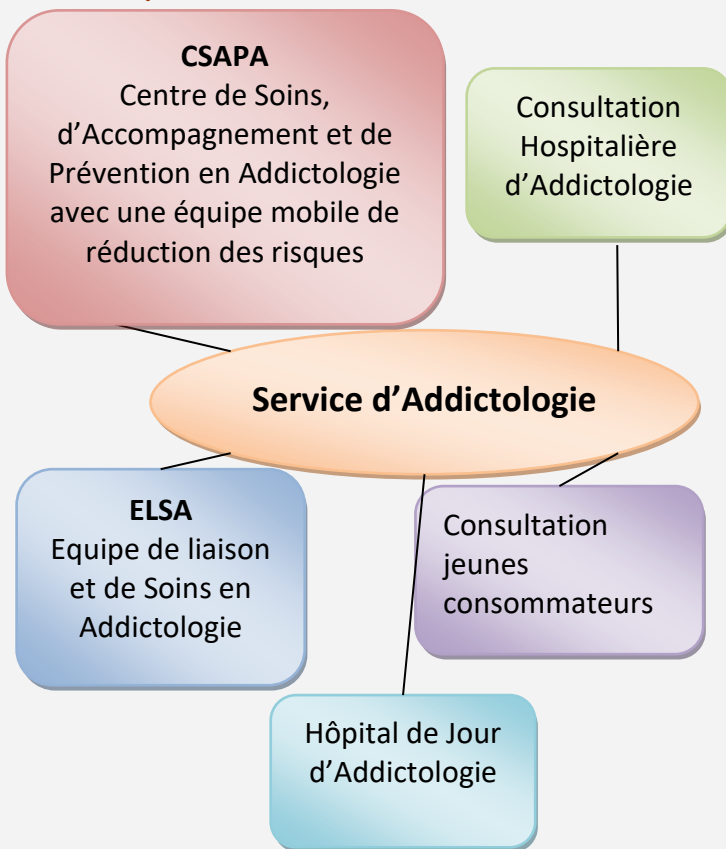 CSAPA
Centre de Soins,
d’Accompagnement et de
Prévention en Addictologie
avec une équipe mobile de
réduction des risques
Consultation
Hospitalière
d’Addictologie
Service d’Addictologie
ELSA
Equipe de liaison
et de Soins en
Addictologie
Consultation
jeunes
consommateurs
Hôpital de Jour
d’Addictologie